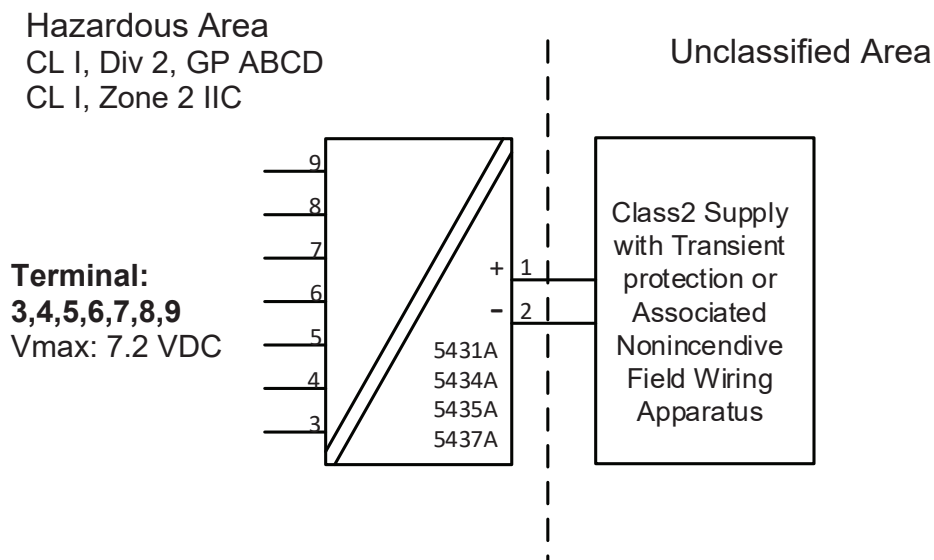 Hazardous Area
CL I, Div 2, GP ABCD
CL I, Zone 2 IIC
Unclassified Area
9
8
7
6
5
4
3
Terminal:
3,4,5,6,7,8,9
Vmax: 7.2 VDC
+ 1
- 2
5431A
5434A
5435A
5437A
Class2 Supply
with Transient
protection or
Associated
Nonincendive
Field Wiring
Apparatus